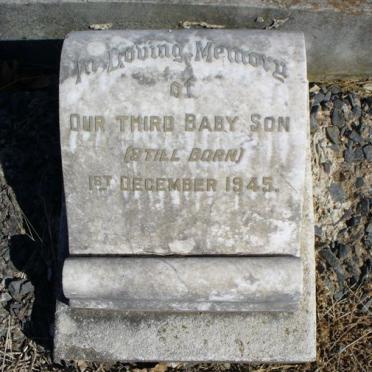 In Loving Memory
of
OUR THIRD BABY SON
(STILL BORN)
1ST DECEMBER 1945.